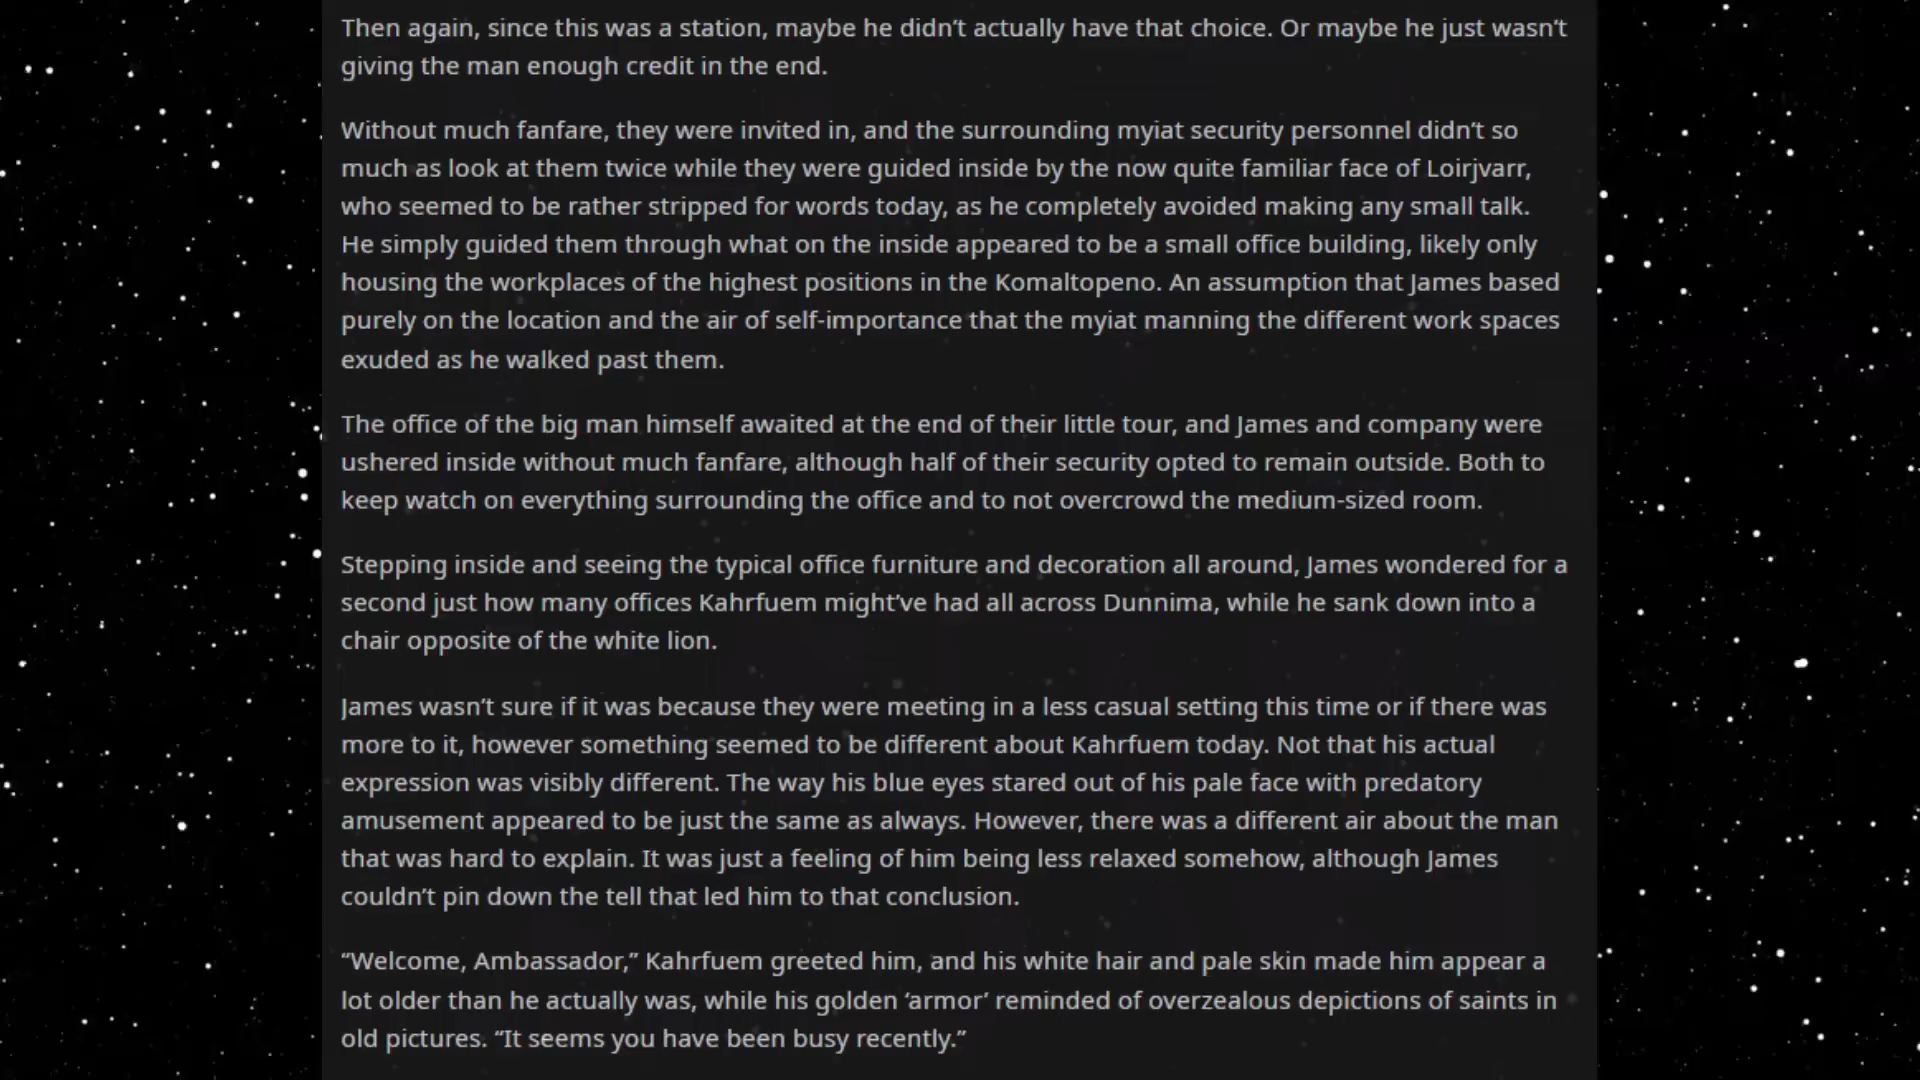 Then again, since this was a station, maybe he didn’t actually have that choice. Or maybe he just wasn’t
giving the man enough credit in the end.
Without much fanfare, they were invited in, and the surrounding myiat security personnel didn’t so
much as look at them twice while they were guided inside by the now quite familiar face of Loirjvarr,
who seemed to be rather stripped for words today, as he completely avoided making any small talk.
He simply guided them through what on the inside appeared to be a small office building, likely only
housing the workplaces of the highest positions in the Komaltopeno. An assumption that James based
purely on the location and the air of self-importance that the myiat manning the different work spaces
exuded as he walked past them.
The office of the big man himself awaited at the end of their little tour, and James and company were
ushered inside without much fanfare, although half of their security opted to remain outside. Both to
keep watch on everything surrounding the office and to not overcrowd the medium-sized room.
Stepping inside and seeing the typical office furniture and decoration all around, James wondered for a
second just how many offices Kahrfuem might’ve had all across Dunnima, while he sank down into a
chair opposite of the white lion.
James wasn’t sure if it was because they were meeting in a less casual setting this time or if there was
more to it, however something seemed to be different about Kahrfuem today. Not that his actual
expression was visibly different. The way his blue eyes stared out of his pale face with predatory
amusement appeared to be just the same as always. However, there was a different air about the man
that was hard to explain. It was just a feeling of him being less relaxed somehow, although James
couldn’t pin down the tell that led him to that conclusion.
“Welcome, Ambassador,” Kahrfuem greeted him, and his white hair and pale skin made him appear a
lot older than he actually was, while his golden ‘armor’ reminded of overzealous depictions of saints in
old pictures. “It seems you have been busy recently.”